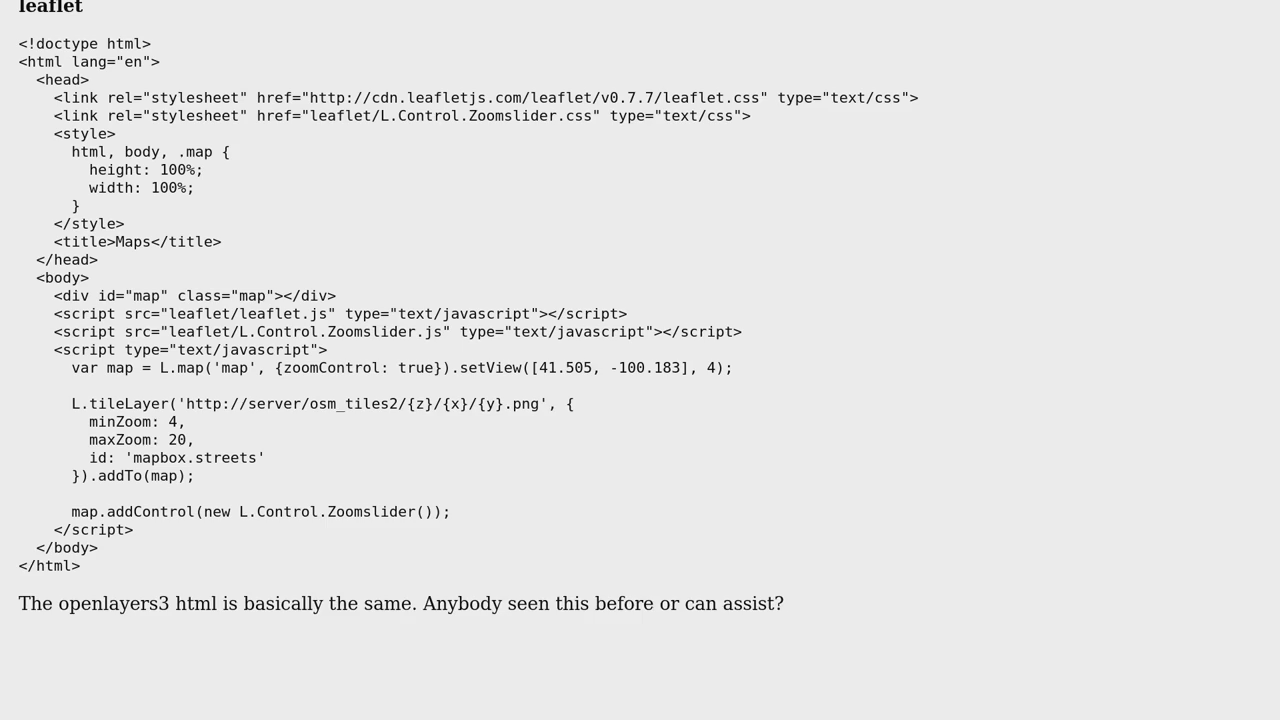 leaflet
<!doctype html>
<html lang="en">
  <head>
    <link rel="stylesheet" href="http://cdn.leafletjs.com/leaflet/v0.7.7/leaflet.css" type="text/css">
    <link rel="stylesheet" href="leaflet/L.Control.Zoomslider.css" type="text/css">
    <style>
      html, body, .map {
        height: 100%;
        width: 100%;
      }
    </style>
    <title>Maps</title>
  </head>
  <body>
    <div id="map" class="map"></div>
    <script src="leaflet/leaflet.js" type="text/javascript"></script>
    <script src="leaflet/L.Control.Zoomslider.js" type="text/javascript"></script>
    <script type="text/javascript">
      var map = L.map('map', {zoomControl: true}).setView([41.505, -100.183], 4);

      L.tileLayer('http://server/osm_tiles2/{z}/{x}/{y}.png', {
        minZoom: 4,
        maxZoom: 20,
        id: 'mapbox.streets'
      }).addTo(map);

      map.addControl(new L.Control.Zoomslider());
    </script>
  </body>
</html>
The openlayers3 html is basically the same. Anybody seen this before or can assist?